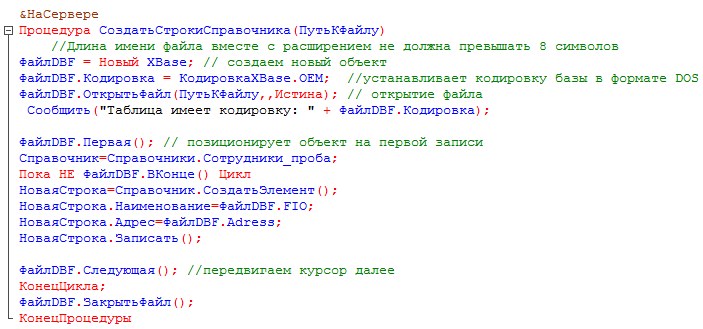 &НаСервере
Процедура СоздатьСтрокиСправочника(ПутьКФайлу)
//Длина имени файла вместе с расширением не должна превышать 8 символов
ФайлDBF = Новый XBase; // создаем новый объект
ФайлDBF.Кодировка = КодировкаXBase.OEM; //устанавливает кодировку базы в формате DOS
ФайлDBF.ОткрытьФайл(ПутьКФайлу,,Истина); // открытие файла
Сообщить("Таблица имеет кодировку: " + ФайлDBF.Кодировка);
ФайлDBF.Первая(); // позиционирует объект на первой записи
Справочник=Справочники.Сотрудники_проба;
Пока НЕ ФайлDBF.ВКонце() Цикл
НоваяСтрока=Справочник.СоздатьЭлемент();
НоваяСтрока.Наименование=ФайлDBF.FIO;
НоваяСтрока.Адрес=ФайлDBF.Adress;
НоваяСтрока.Записать();
ФайлDBF.Следующая(); //передвигаем курсор далее
КонецЦикла;
ФайлDBF.ЗакрытьФайл();
КонецПроцедуры